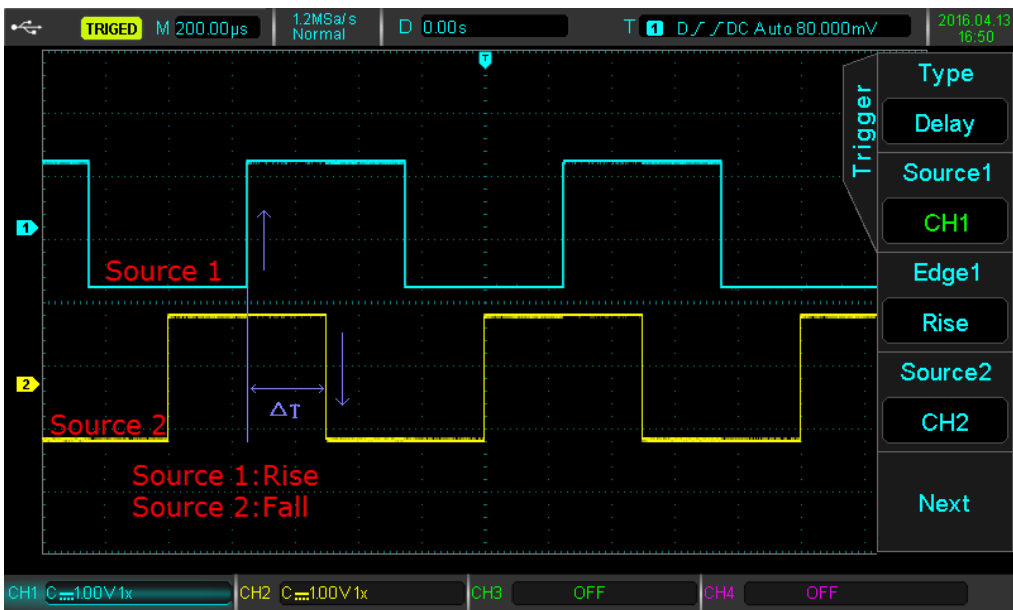 TRIGED M 200.00μs 1.2MSa/s Normal D 0.00s T 1 D DC Auto 80.000mV 2016.04.13 16:50
T
Trigger
Type
Delay
Source1
CH1
Edge1
Rise
Source2
CH2
Next
1
Source 1
2
ΔT
Source 2
Source 1:Rise
Source 2:Fall
CH1 C 1.00V 1x CH2 C 1.00V 1x CH3 OFF CH4 OFF